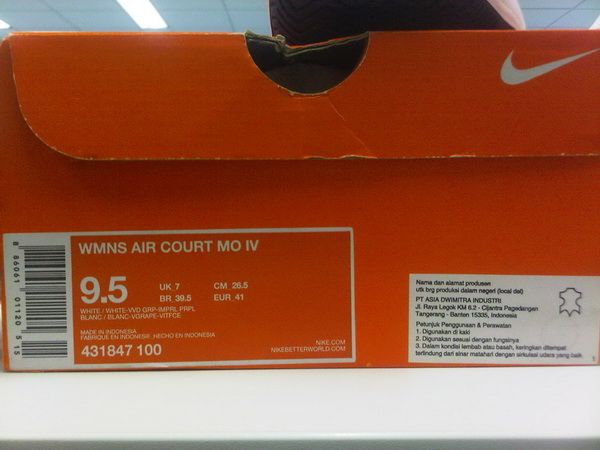 WMNS AIR COURT MO IV
9.5
UK 7 CM 26.5
BR 39.5 EUR 41
WHITE / WHITE-VVD GRP-IMPRL PRPL
BLANC / BLANC-VGRAPE-VITFCE
MADE IN INDONESIA
FABRIQUE EN INDONESIE, HECHO EN INDONESIA
431847 100
NIKE.COM
NIKEBETTERWORLD.COM
Nama dan alamat produsen
utk brg produksi dalam negeri (local dal)
PT ASIA DWIMITRA INDUSTRI
Jl. Raya Legok KM 6.2 - Cijantra Pagedangan
Tangerang - Banten 15335, Indonesia
Petunjuk Penggunaan & Perawatan
1. Digunakan di kaki
2. Digunakan sesuai dengan fungsinya
3. Dalam kondisi lembab atau basah, keringkan ditempat
terlindung dari sinar matahari dengan sirkulasi udara yang baik
1